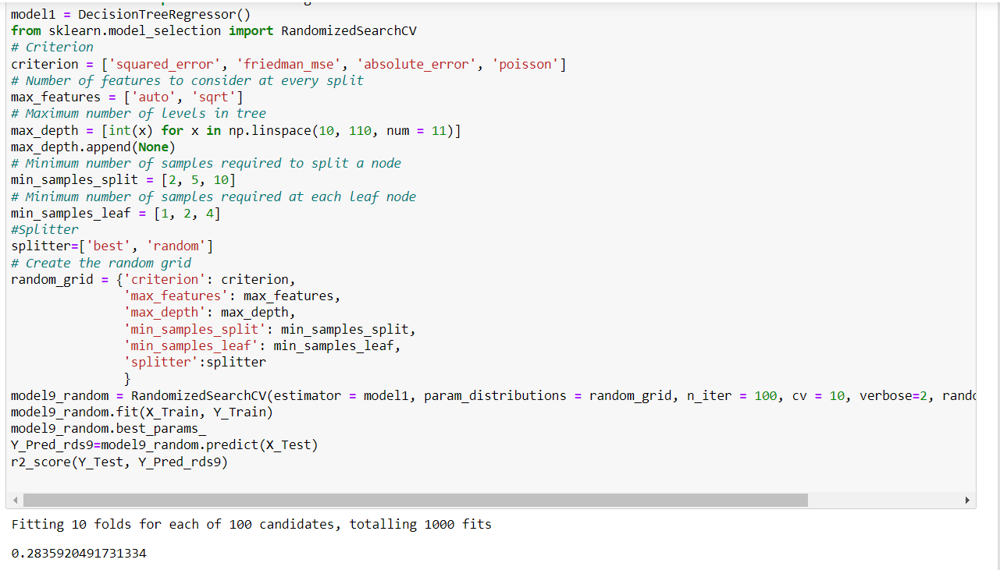 model1 = DecisionTreeRegressor()
from sklearn.model_selection import RandomizedSearchCV
# Criterion
criterion = ['squared_error', 'friedman_mse', 'absolute_error', 'poisson']
# Number of features to consider at every split
max_features = ['auto', 'sqrt']
# Maximum number of levels in tree
max_depth = [int(x) for x in np.linspace(10, 110, num = 11)]
max_depth.append(None)
# Minimum number of samples required to split a node
min_samples_split = [2, 5, 10]
# Minimum number of samples required at each leaf node
min_samples_leaf = [1, 2, 4]
#Splitter
splitter=['best', 'random']
# Create the random grid
random_grid = {'criterion': criterion,
'max_features': max_features,
'max_depth': max_depth,
'min_samples_split': min_samples_split,
'min_samples_leaf': min_samples_leaf,
'splitter':splitter
}
model9_random = RandomizedSearchCV(estimator = model1, param_distributions = random_grid, n_iter = 100, cv = 10, verbose=2,
model9_random.fit(X_Train, Y_Train)
model9_random.best_params_
Y_Pred_rds9=model9_random.predict(X_Test)
r2_score(Y_Test, Y_Pred_rds9)
Fitting 10 folds for each of 100 candidates, totalling 1000 fits
0.2835920491731334